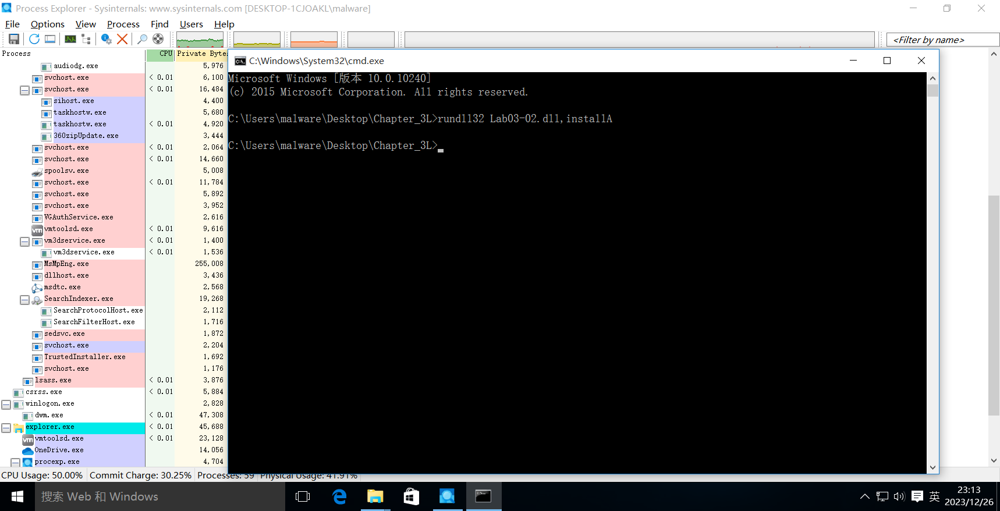 Process Explorer - Sysinternals: www.sysinternals.com [DESKTOP-1CJOAKL\malware]
File Options View Process Find Users Help
<Filter by name>
Process CPU Private Bytes
audiodg.exe 5,976
svchost.exe < 0.01 6,100
svchost.exe < 0.01 16,484
sihost.exe 4,400
taskhostw.exe 5,680
taskhostw.exe < 0.01 4,920
360zipUpdate.exe 3,444
svchost.exe < 0.01 2,064
svchost.exe < 0.01 14,660
spoolsv.exe 5,008
svchost.exe < 0.01 11,784
svchost.exe 5,892
svchost.exe 3,952
VGAuthService.exe 2,616
vmtoolsd.exe < 0.01 9,616
vm3dservice.exe < 0.01 1,400
vm3dservice.exe < 0.01 1,536
MsMpEng.exe 255,008
dllhost.exe 3,436
msdtc.exe 2,568
SearchIndexer.exe 19,268
SearchProtocolHost.exe 2,112
SearchFilterHost.exe 1,716
sedsvc.exe 1,872
svchost.exe 2,204
TrustedInstaller.exe 1,692
svchost.exe 1,176
lsass.exe < 0.01 3,876
csrss.exe < 0.01 5,884
winlogon.exe 2,828
dwm.exe < 0.01 47,308
explorer.exe < 0.01 45,688
vmtoolsd.exe < 0.01 23,128
OneDrive.exe 14,056
procexp.exe 4,704
C:\Windows\System32\cmd.exe
Microsoft Windows [版本 10.0.10240]
(c) 2015 Microsoft Corporation. All rights reserved.
C:\Users\malware\Desktop\Chapter_3L>rundll32 Lab03-02.dll,installA
C:\Users\malware\Desktop\Chapter_3L>
CPU Usage: 50.00% Commit Charge: 30.25% Processes: 59 Physical Usage: 41.91%
搜索 Web 和 Windows
英
23:13
2023/12/26